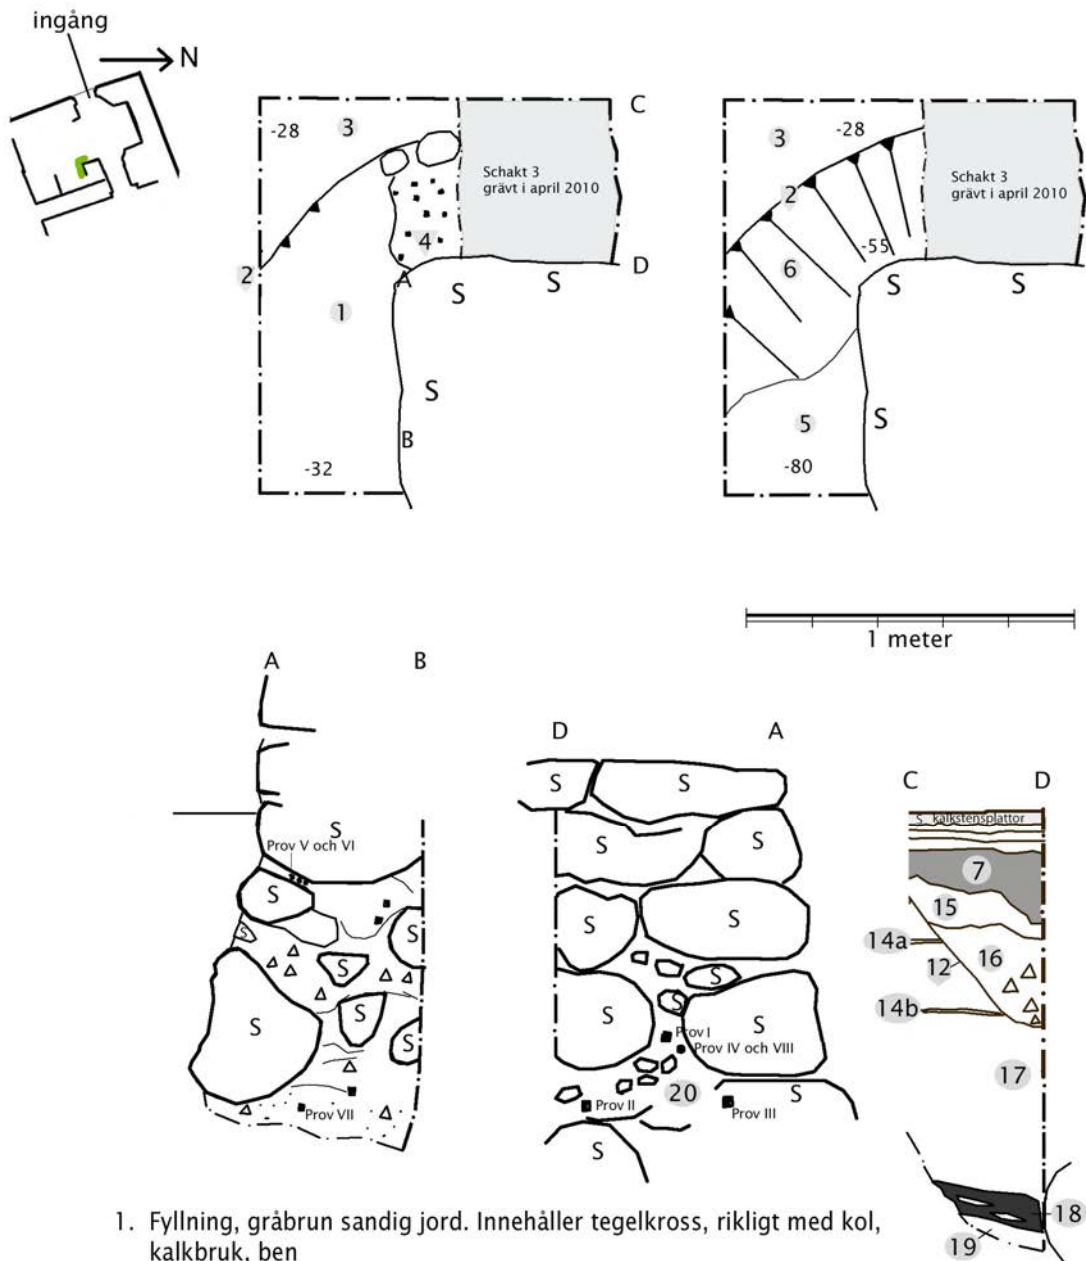 ingång
N
C
3
-28
Schakt 3
grävt i april 2010
4
2
A
D
S
S
1
S
B
-32
3
-28
2
Schakt 3
grävt i april 2010
-55
6
S
S
S
5
-80
1 meter
A
B
S
Prov V och VI
S
S
S
S
S
S
S
Prov VII
D
A
S
S
S
S
S
S
S
S
S
S
Prov I
Prov IV och VIII
20
S
Prov II
Prov III
S
C
D
S kalkstensplattor
7
15
14a
12
16
14b
17
18
19
1. Fyllning, gråbrun sandig jord. Innehåller tegelkross, rikligt med kol,
kalkbruk, ben